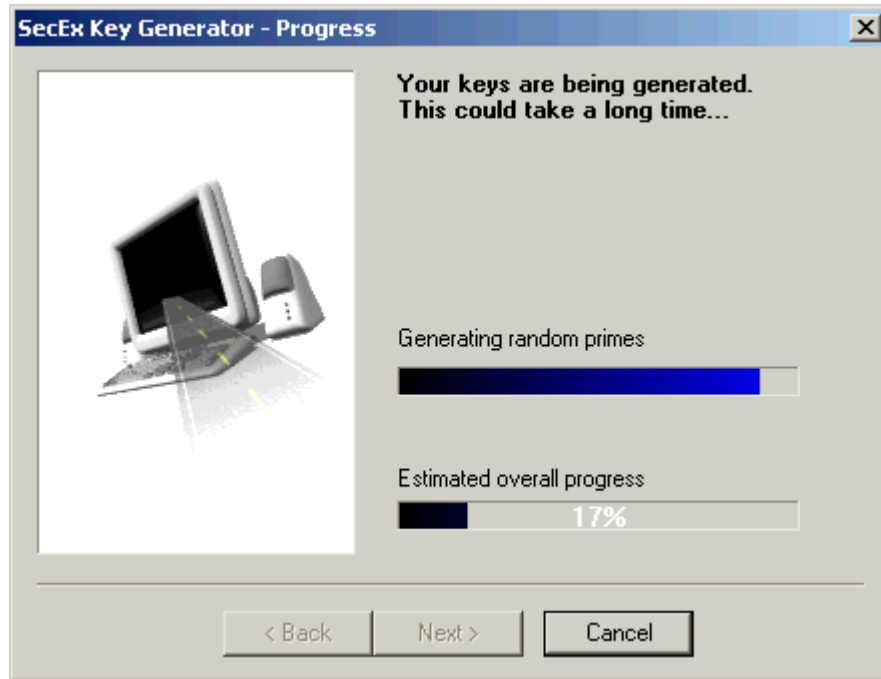 SecEx Key Generator - Progress
Your keys are being generated.
This could take a long time...
Generating random primes
Estimated overall progress
17%
< Back
Next >
Cancel